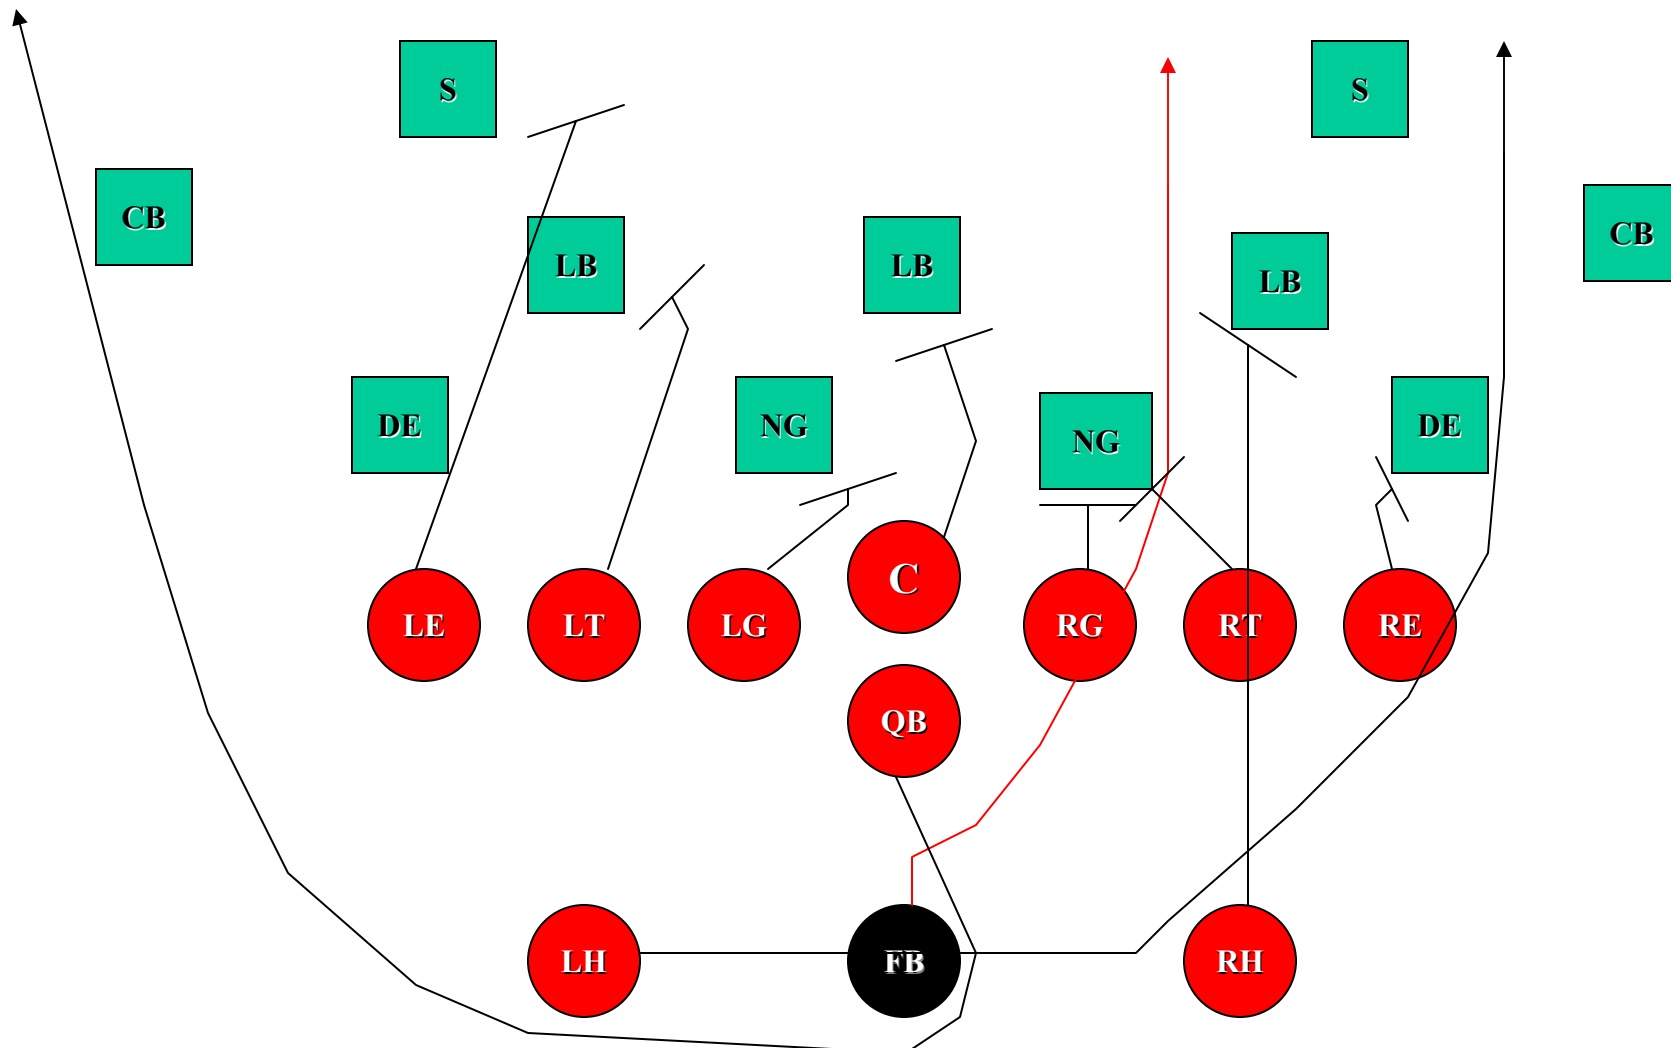 S
S
CB
CB
LB
LB
LB
DE
NG
NG
DE
C
LE
LT
LG
RG
RT
RE
QB
LH
FB
RH